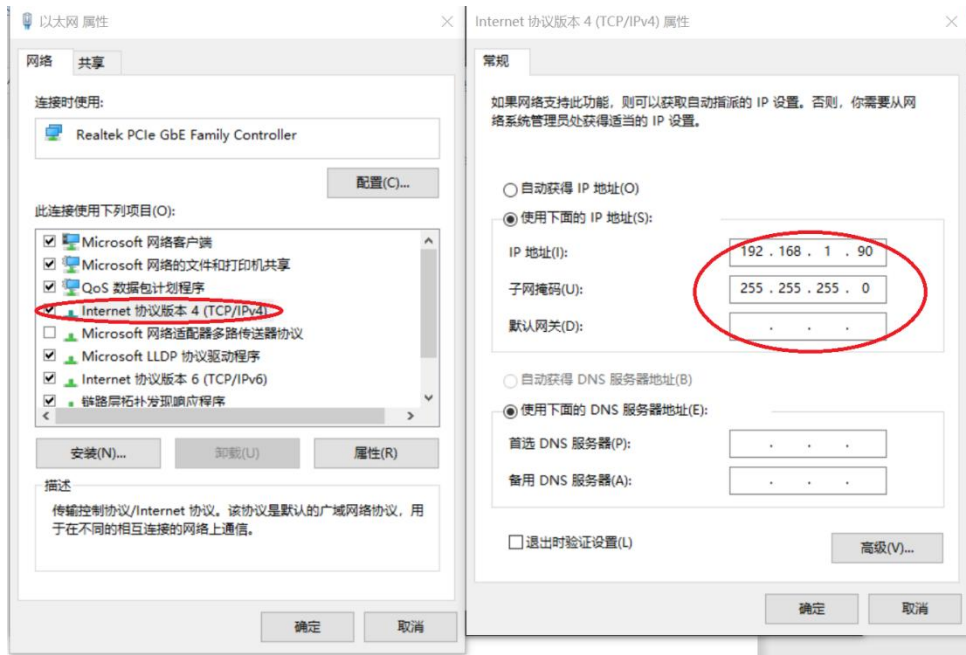 以太网 属性
网络
共享
连接时使用:
Realtek PCIe GbE Family Controller
配置(C)...
此连接使用下列项目(O):
Microsoft 网络客户端
Microsoft 网络的文件和打印机共享
QoS 数据包计划程序
Internet 协议版本 4 (TCP/IPv4)
Microsoft 网络适配器多路传送器协议
Microsoft LLDP 协议驱动程序
Internet 协议版本 6 (TCP/IPv6)
链路层拓扑发现响应程序
安装(N)...
卸载(U)
属性(R)
描述
传输控制协议/Internet 协议。该协议是默认的广域网络协议，用
于在不同的相互连接的网络上通信。
确定
取消
Internet 协议版本 4 (TCP/IPv4) 属性
常规
如果网络支持此功能，则可以获取自动指派的 IP 设置。否则，你需要从网
络系统管理员处获得适当的 IP 设置。
自动获得 IP 地址(O)
使用下面的 IP 地址(S):
IP 地址(I):
192 . 168 . 1 . 90
子网掩码(U):
255 . 255 . 255 . 0
默认网关(D):
. . .
自动获得 DNS 服务器地址(B)
使用下面的 DNS 服务器地址(E):
首选 DNS 服务器(P):
. . .
备用 DNS 服务器(A):
. . .
退出时验证设置(L)
高级(V)...
确定
取消